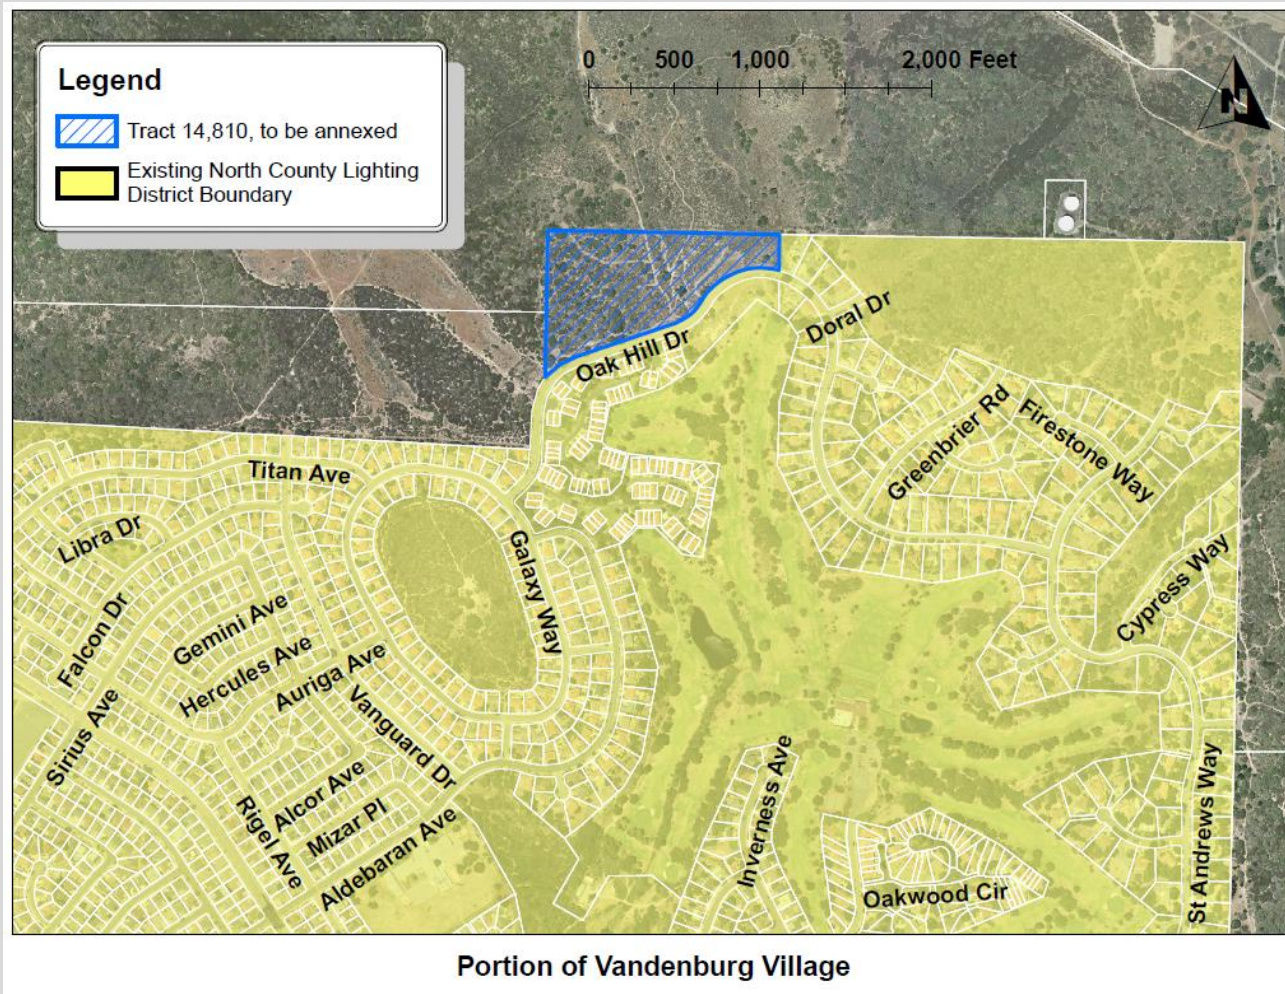 Legend
Tract 14,810, to be annexed
Existing North County Lighting
District Boundary
0 500 1,000 2,000 Feet
N
Doral Dr
Oak Hill Dr
Greenbrier Rd
Firestone Way
Titan Ave
Libra Dr
Galaxy Way
Cypress Way
Falcon Dr
Gemini Ave
Hercules Ave
Auriga Ave
Vanguard Dr
Sirius Ave
Rigel Ave
Alcor Ave
Mizar Pl
Aldebaran Ave
Inverness Ave
Oakwood Cir
St Andrews Way
Portion of Vandenburg Village